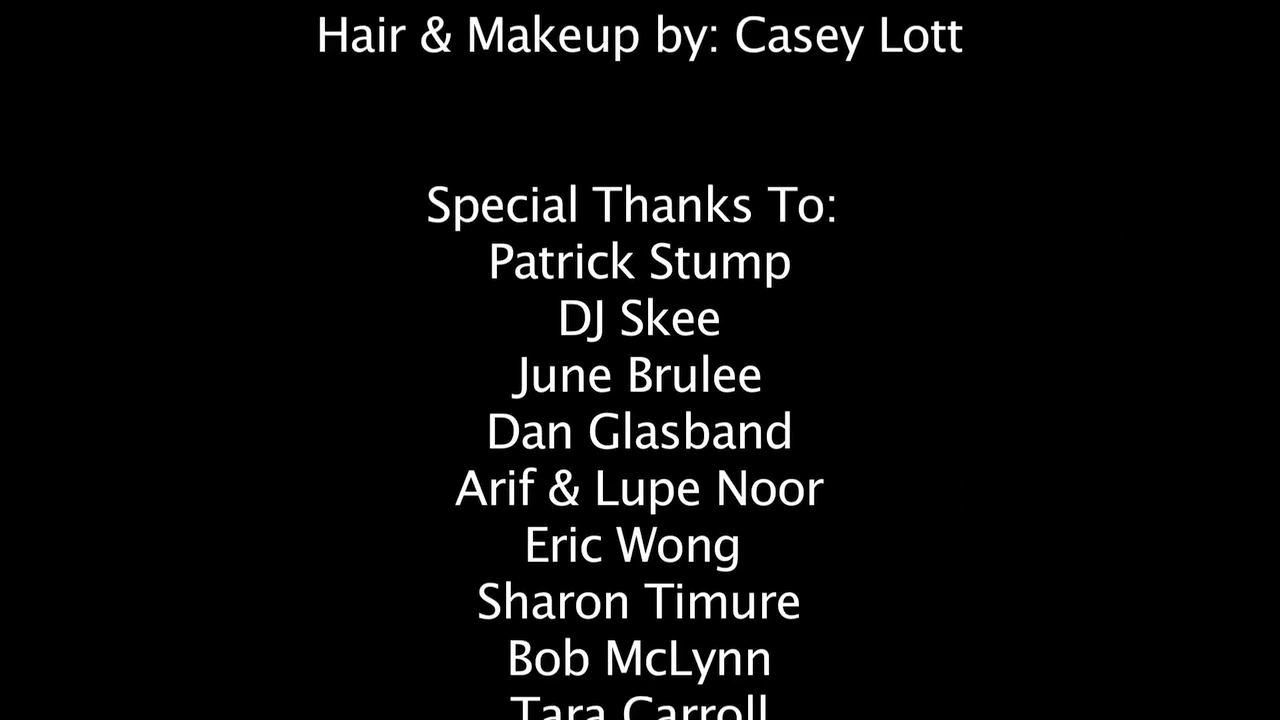 Hair & Makeup by: Casey Lott
Special Thanks To:
Patrick Stump
DJ Skee
June Brulee
Dan Glasband
Arif & Lupe Noor
Eric Wong
Sharon Timure
Bob McLynn
Tara Carroll